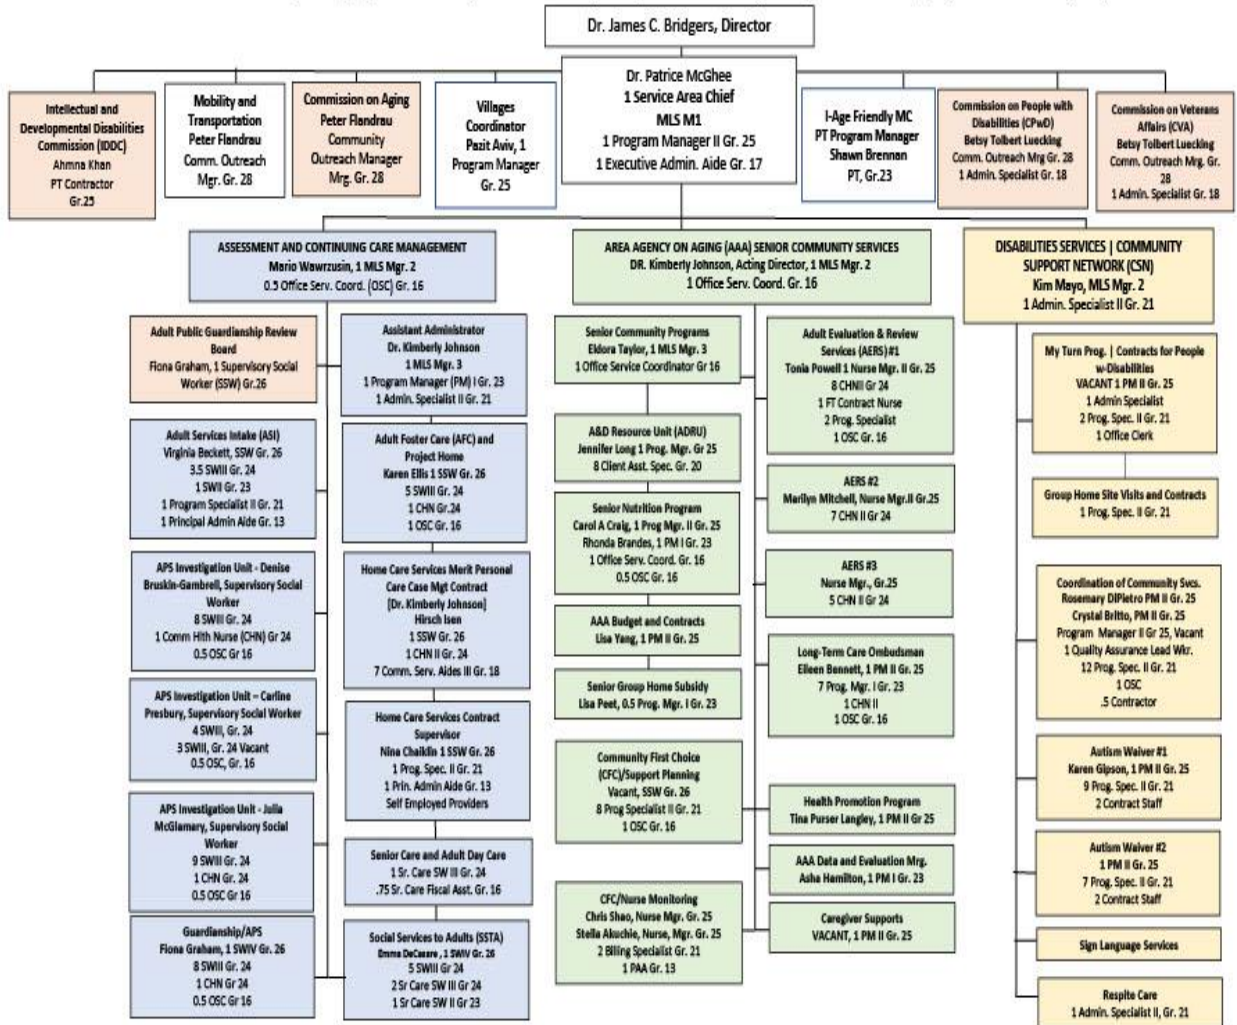 Dr. James C. Bridgers, Director
Dr. Patrice McGhee
1 Service Area Chief
MLS M1
1 Program Manager II Gr. 25
1 Executive Admin. Aide Gr. 17
Intellectual and
Developmental Disabilities
Commission (IDDC)
Ahmna Khan
PT Contractor
Gr.25
Mobility and
Transportation
Peter Flandrau
Comm. Outreach
Mgr. Gr. 28
Commission on Aging
Peter Flandrau
Community
Outreach Manager
Mrg. Gr. 28
Villages
Coordinator
Pazit Aviv, 1
Program Manager
Gr. 25
I-Age Friendly MC
PT Program Manager
Shawn Brennan
PT, Gr.23
Commission on People with
Disabilities (CPwD)
Betsy Tolbert Luecking
Comm. Outreach Mrg Gr. 28
1 Admin. Specialist Gr. 18
Commission on Veterans
Affairs (CVA)
Betsy Tolbert Luecking
Comm. Outreach Mrg. Gr.
28
1 Admin. Specialist Gr. 18
ASSESSMENT AND CONTINUING CARE MANAGEMENT
Mario Wawrzusin, 1 MLS Mgr. 2
0.5 Office Serv. Coord. (OSC) Gr. 16
Adult Public Guardianship Review
Board
Fiona Graham, 1 Supervisory Social
Worker (SSW) Gr.26
Adult Services Intake (ASI)
Virginia Beckett, SSW Gr. 26
3.5 SWIII Gr. 24
1 SWII Gr. 23
1 Program Specialist II Gr. 21
1 Principal Admin Aide Gr. 13
APS Investigation Unit - Denise
Bruskin-Gambrell, Supervisory Social
Worker
8 SWIII Gr. 24
1 Comm Hlth Nurse (CHN) Gr 24
0.5 OSC Gr 16
APS Investigation Unit – Carline
Presbury, Supervisory Social Worker
4 SWIII, Gr. 24
3 SWIII, Gr. 24 Vacant
0.5 OSC, Gr. 16
APS Investigation Unit - Julia
McGlamary, Supervisory Social
Worker
9 SWIII Gr. 24
1 CHN Gr. 24
0.5 OSC Gr 16
Guardianship/APS
Fiona Graham, 1 SWIV Gr. 26
8 SWIII Gr. 24
1 CHN Gr 24
0.5 OSC Gr 16
Assistant Administrator
Dr. Kimberly Johnson
1 MLS Mgr. 3
1 Program Manager (PM) I Gr. 23
1 Admin. Specialist II Gr. 21
Adult Foster Care (AFC) and
Project Home
Karen Ellis 1 SSW Gr. 26
5 SWIII Gr. 24
1 CHN Gr.24
1 OSC Gr. 16
Home Care Services Merit Personal
Care Case Mgt Contract
[Dr. Kimberly Johnson]
Hirsch Isen
1 SSW Gr. 26
1 CHN II Gr. 24
7 Comm. Serv. Aides III Gr. 18
Home Care Services Contract
Supervisor
Nina Chaiklin 1 SSW Gr. 26
1 Prog. Spec. II Gr. 21
1 Prin. Admin Aide Gr. 13
Self Employed Providers
Senior Care and Adult Day Care
1 Sr. Care SW III Gr. 24
.75 Sr. Care Fiscal Asst. Gr. 16
Social Services to Adults (SSTA)
Emma DeCasare , 1 SWIV Gr. 26
5 SWIII Gr 24
2 Sr Care SW III Gr 24
1 Sr Care SW II Gr 23
AREA AGENCY ON AGING (AAA) SENIOR COMMUNITY SERVICES
DR. Kimberly Johnson, Acting Director, 1 MLS Mgr. 2
1 Office Serv. Coord. Gr. 16
Senior Community Programs
Eldora Taylor, 1 MLS Mgr. 3
1 Office Service Coordinator Gr 16
A&D Resource Unit (ADRU)
Jennifer Long 1 Prog. Mgr. Gr 25
8 Client Asst. Spec. Gr. 20
Senior Nutrition Program
Carol A Craig, 1 Prog Mgr. II Gr. 25
Rhonda Brandes, 1 PM I Gr. 23
1 Office Serv. Coord. Gr. 16
0.5 OSC Gr. 16
AAA Budget and Contracts
Lisa Yang, 1 PM II Gr. 25
Senior Group Home Subsidy
Lisa Peet, 0.5 Prog. Mgr. I Gr. 23
Community First Choice
(CFC)/Support Planning
Vacant, SSW Gr. 26
8 Prog Specialist II Gr. 21
1 OSC Gr. 16
CFC/Nurse Monitoring
Chris Shao, Nurse Mgr. Gr. 25
Stella Akuchie, Nurse, Mgr. Gr. 25
2 Billing Specialist Gr. 21
1 PAA Gr. 13
Adult Evaluation & Review
Services (AERS) #1
Tonia Powell 1 Nurse Mgr. II Gr. 25
8 CHNII Gr 24
1 FT Contract Nurse
2 Prog. Specialist
1 OSC Gr. 16
AERS #2
Marilyn Mitchell, Nurse Mgr.II Gr.25
7 CHN II Gr 24
AERS #3
Nurse Mgr., Gr.25
5 CHN II Gr 24
Long-Term Care Ombudsman
Eileen Bennett, 1 PM II Gr. 25
7 Prog. Mgr. I Gr. 23
1 CHN II
1 OSC Gr. 16
Health Promotion Program
Tina Purser Langley, 1 PM II Gr 25
AAA Data and Evaluation Mrg.
Asha Hamilton, 1 PM I Gr. 23
Caregiver Supports
VACANT, 1 PM II Gr. 25
DISABILITIES SERVICES | COMMUNITY
SUPPORT NETWORK (CSN)
Kim Mayo, MLS Mgr. 2
1 Admin. Specialist II Gr. 21
My Turn Prog. | Contracts for People
w-Disabilities
VACANT 1 PM II Gr. 25
1 Admin Specialist
2 Prog. Spec. II Gr. 21
1 Office Clerk
Group Home Site Visits and Contracts
1 Prog. Spec. II Gr. 21
Coordination of Community Svcs.
Rosemary DiPietro PM II Gr. 25
Crystal Britto, PM II Gr. 25
Program Manager II Gr 25, Vacant
1 Quality Assurance Lead Wkr.
12 Prog. Spec. II Gr. 21
1 OSC
.5 Contractor
Autism Waiver #1
Karen Gipson, 1 PM II Gr. 25
9 Prog. Spec. II Gr. 21
2 Contract Staff
Autism Waiver #2
1 PM II Gr. 25
7 Prog. Spec. II Gr. 21
2 Contract Staff
Sign Language Services
Respite Care
1 Admin. Specialist II, Gr. 21